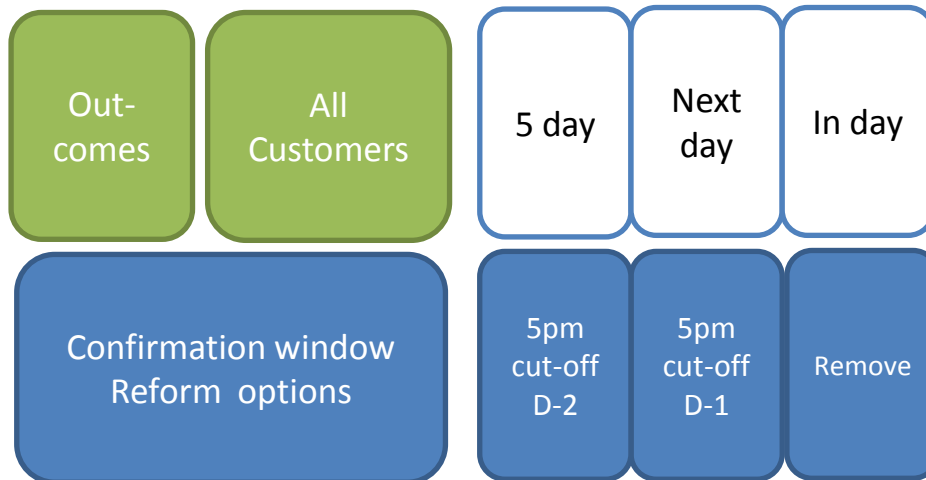 Out-
comes
All
Customers
5 day
Next
day
In day
Confirmation window
Reform options
5pm
cut-off
D-2
5pm
cut-off
D-1
Remove